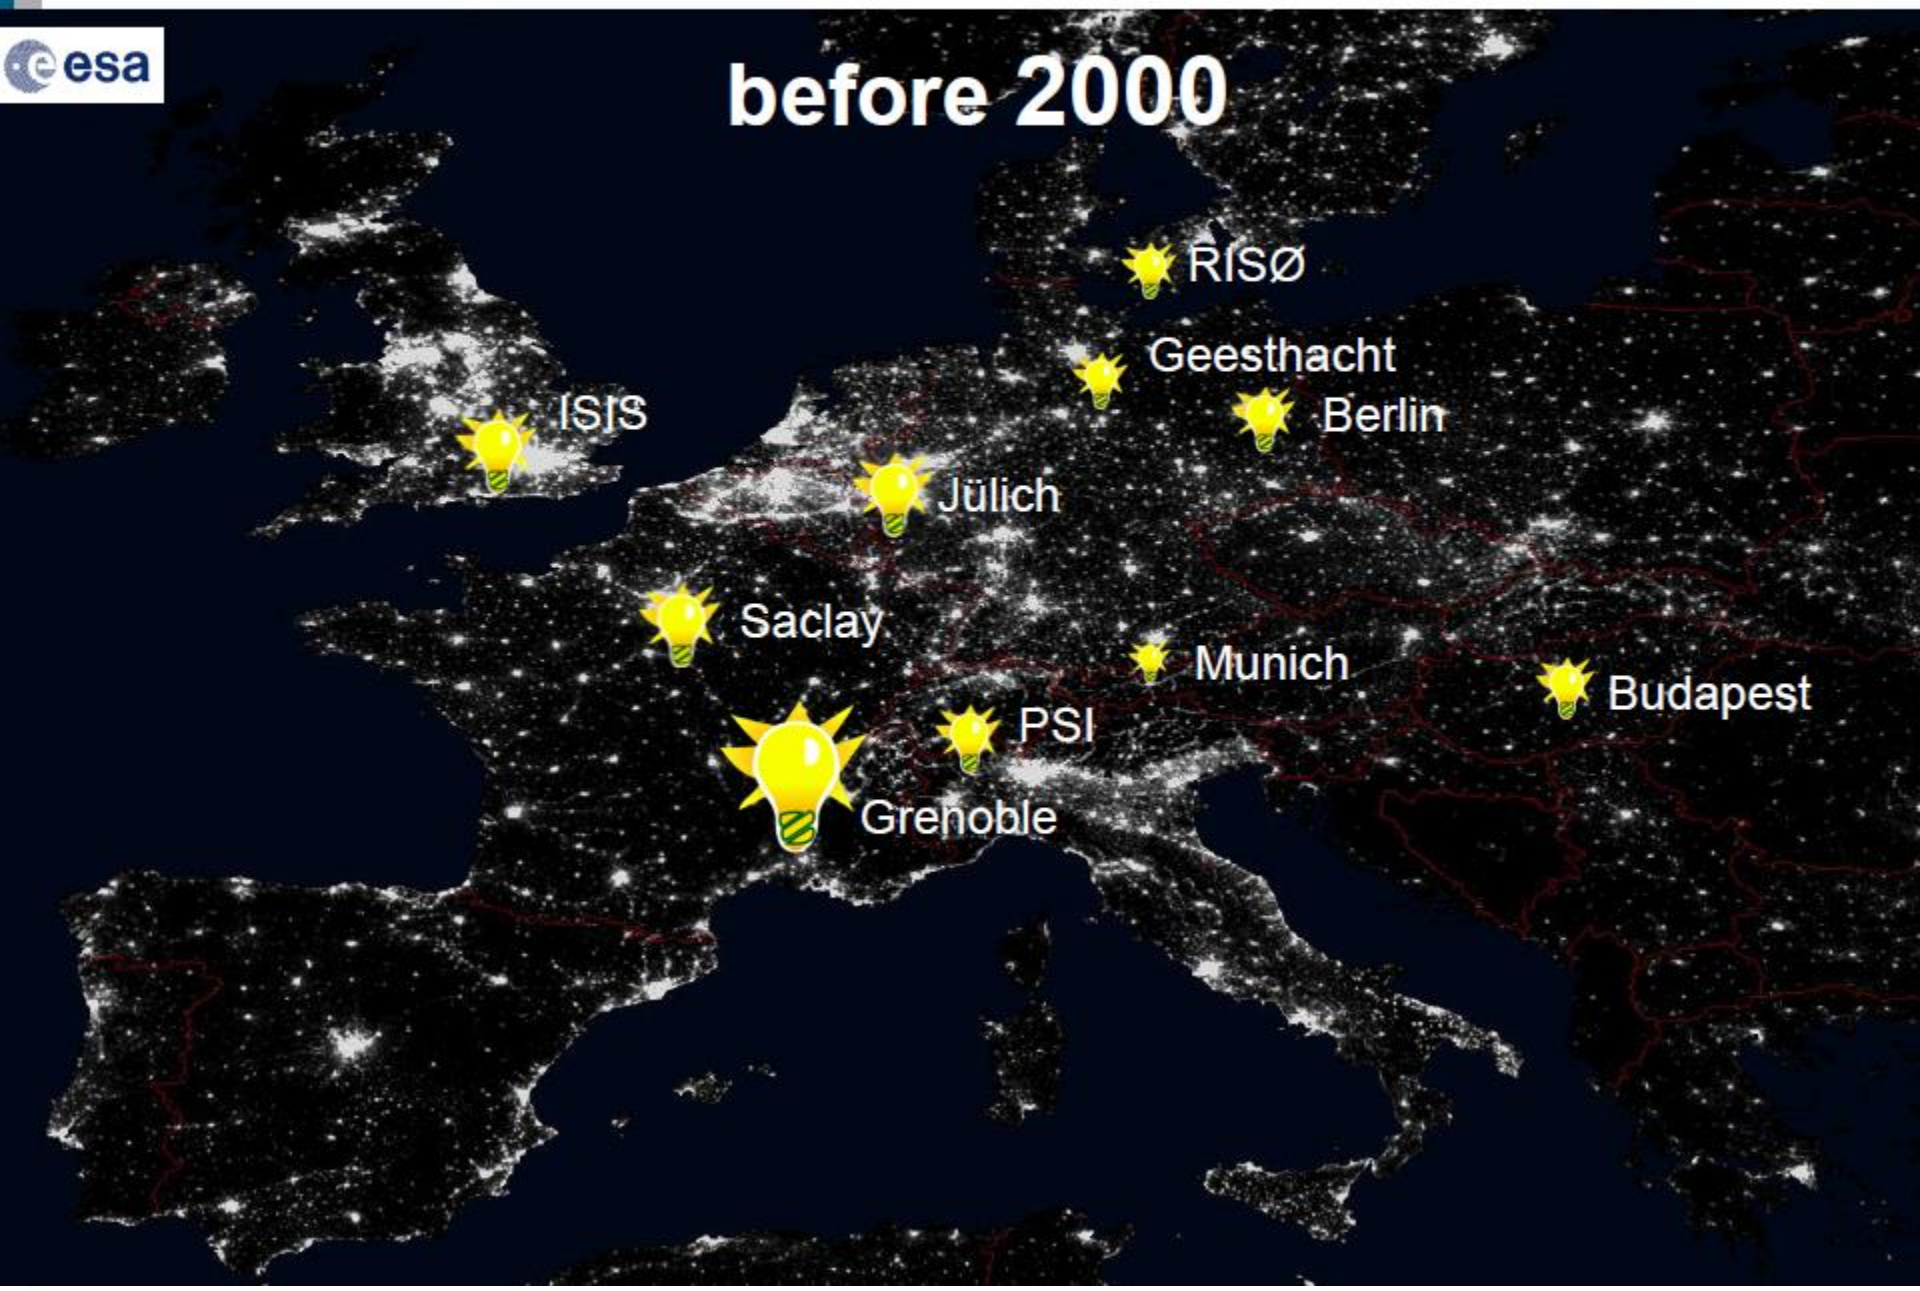 esa
before 2000
RISØ
Geesthacht
ISIS
Berlin
Jülich
Saclay
Munich
Budapest
PSI
Grenoble